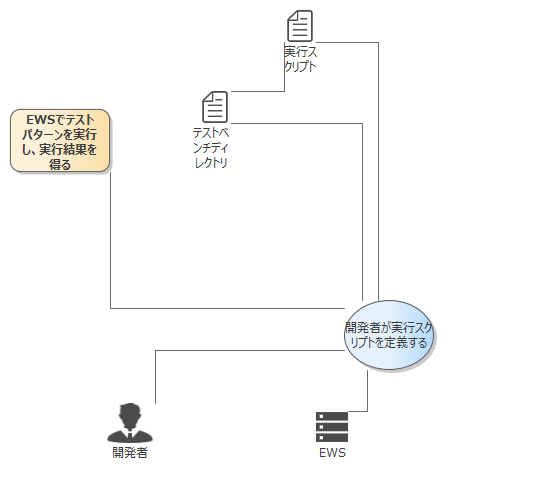 実行ス
クリプト
テストベ
ンチディ
レクトリ
EWSでテスト
パターンを実行
し、実行結果を
得る
開発者が実行スク
リプトを定義する
開発者
EWS